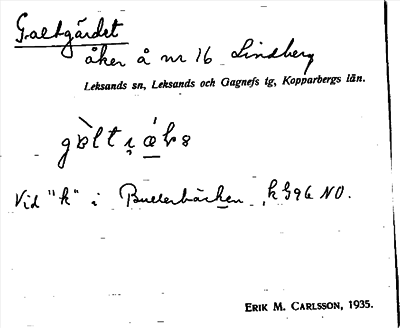 Galtgärdet
åker å nr 16 Lindberg
Leksands sn, Leksands och Gagnefs tg, Kopparbergs län.
Vid "k" i Bullerbäcken k396 NO.
ERIK M. CARLSSON, 1935.